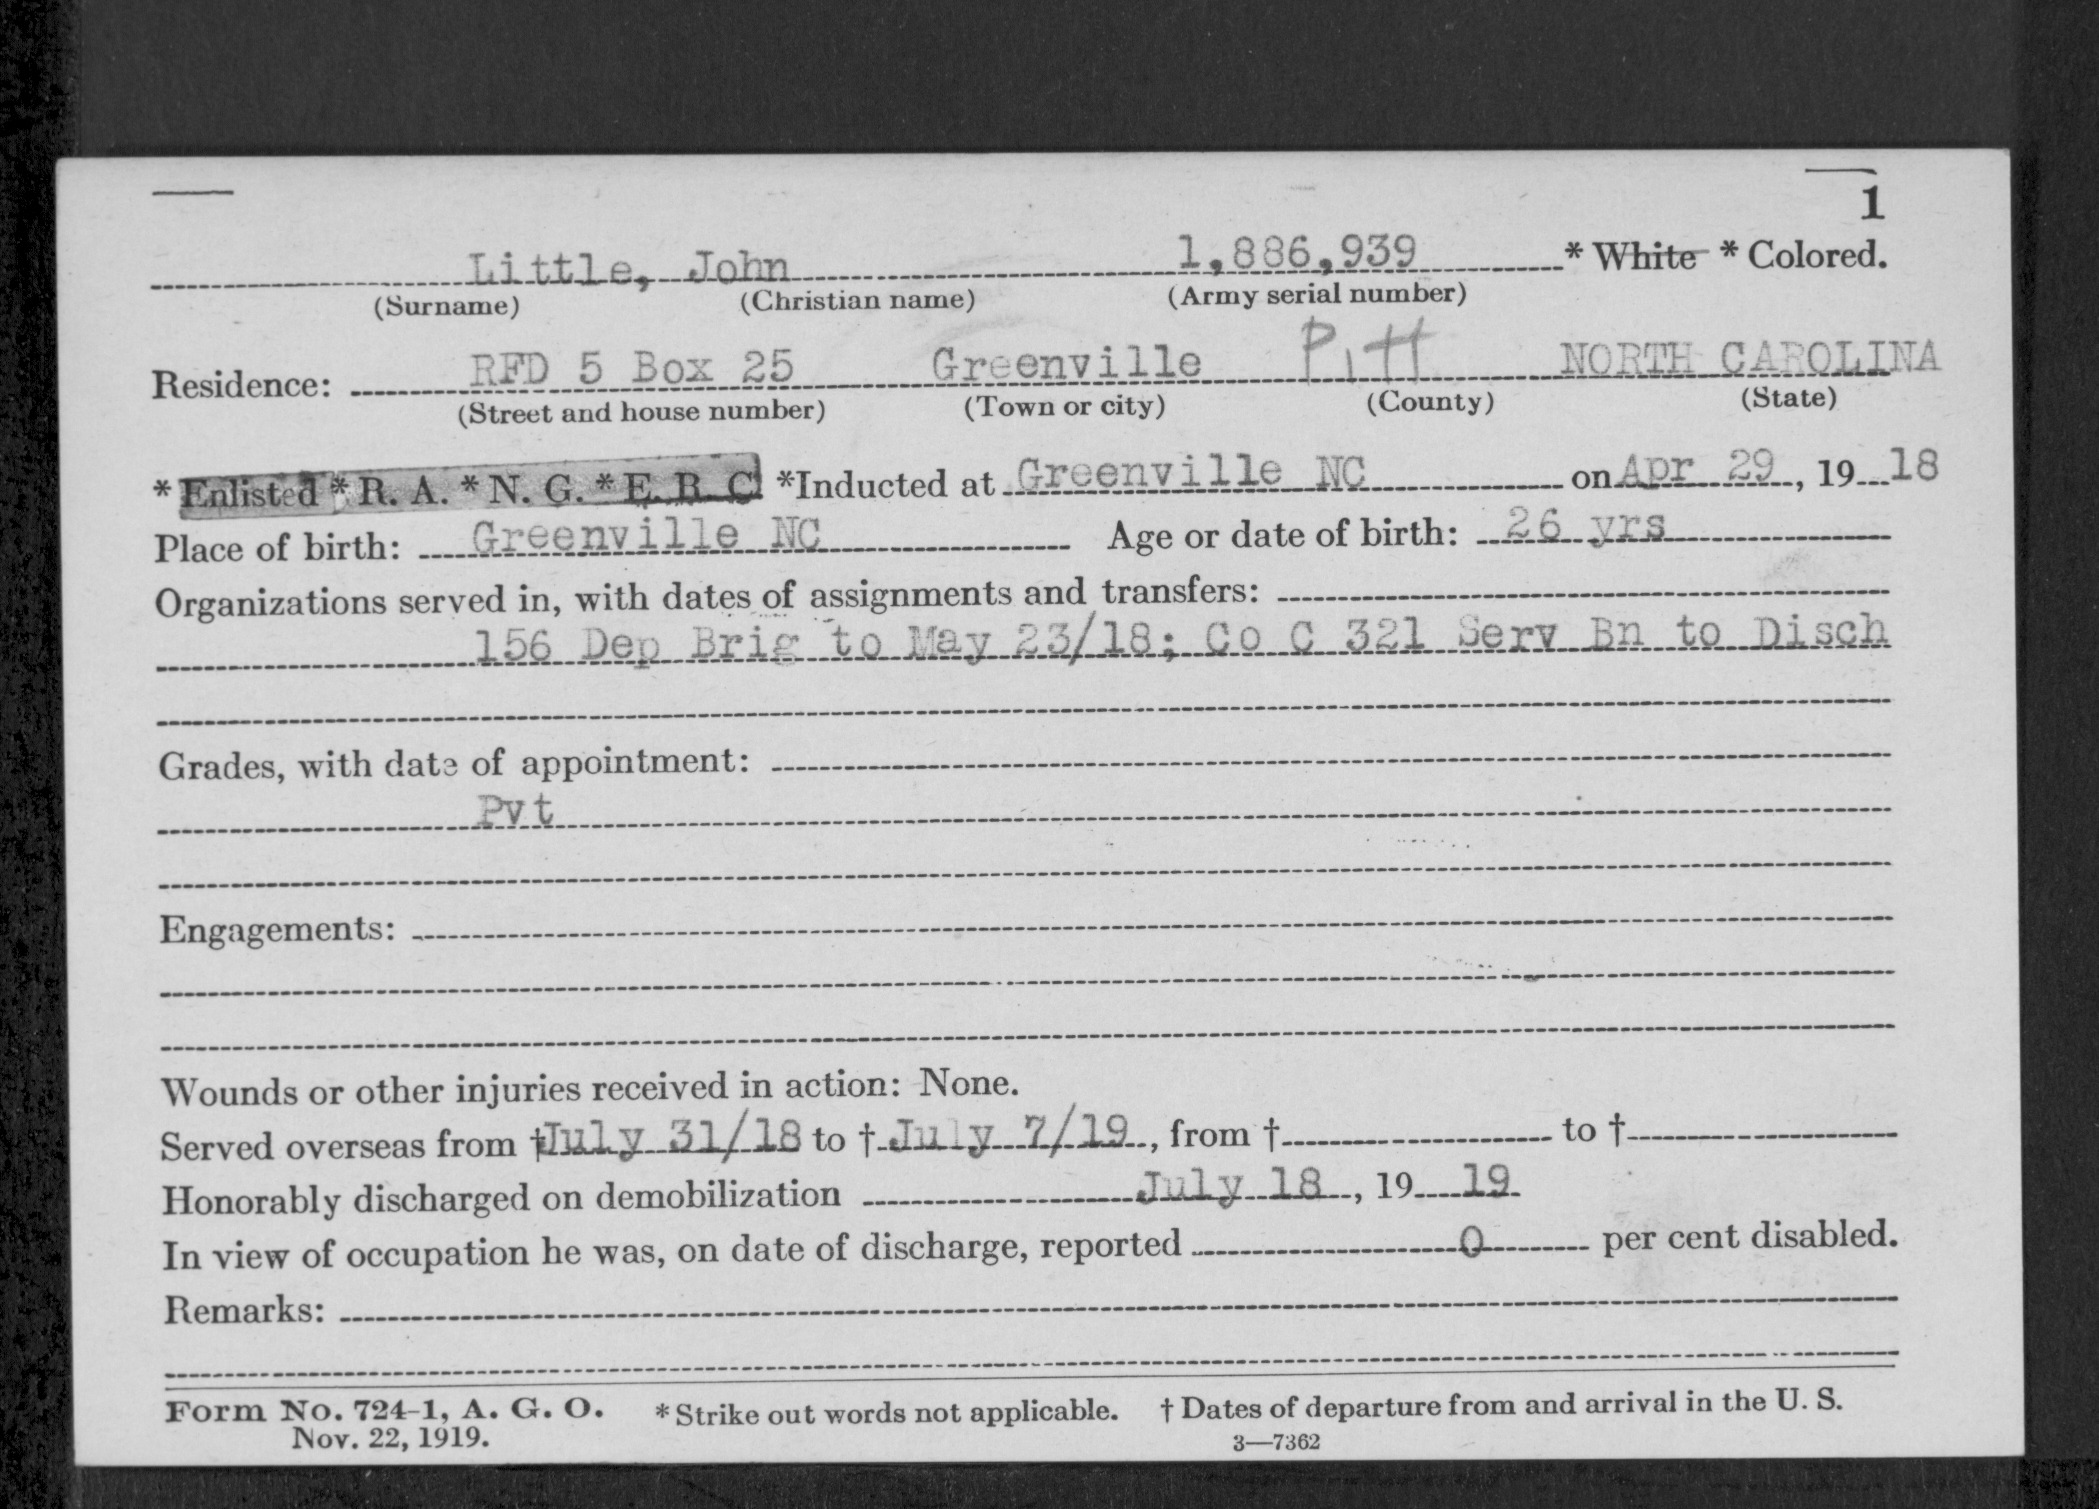 1
Little, John 1,886,939 * White * Colored.
(Surname) (Christian name) (Army serial number)
Residence: RFD 5 Box 25 Greenville Pitt NORTH CAROLINA
(Street and house number) (Town or city) (County) (State)
* Enlisted * R. A. * N. G. * E. R. C. *Inducted at Greenville NC on Apr 29, 19 18
Place of birth: Greenville NC Age or date of birth: 26 yrs
Organizations served in, with dates of assignments and transfers:
156 Dep Brig to May 23/18; Co C 321 Serv Bn to Disch
Grades, with date of appointment:
Pvt
Engagements:
Wounds or other injuries received in action: None.
Served overseas from † July 31/18 to † July 7/19, from † to †
Honorably discharged on demobilization July 18, 19 19
In view of occupation he was, on date of discharge, reported 0 per cent disabled.
Remarks:
Form No. 724-1, A. G. O. * Strike out words not applicable. † Dates of departure from and arrival in the U. S.
Nov. 22, 1919. 3—7362